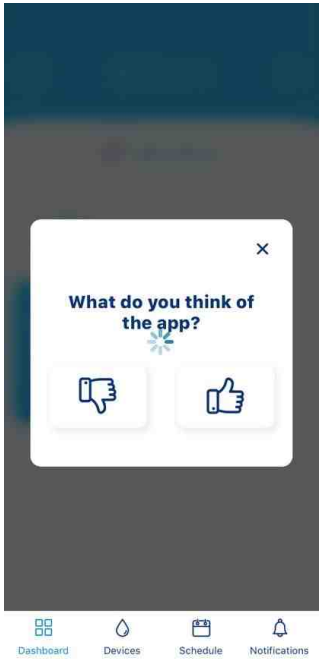 What do you think of
the app?
Dashboard
Devices
Schedule
Notifications